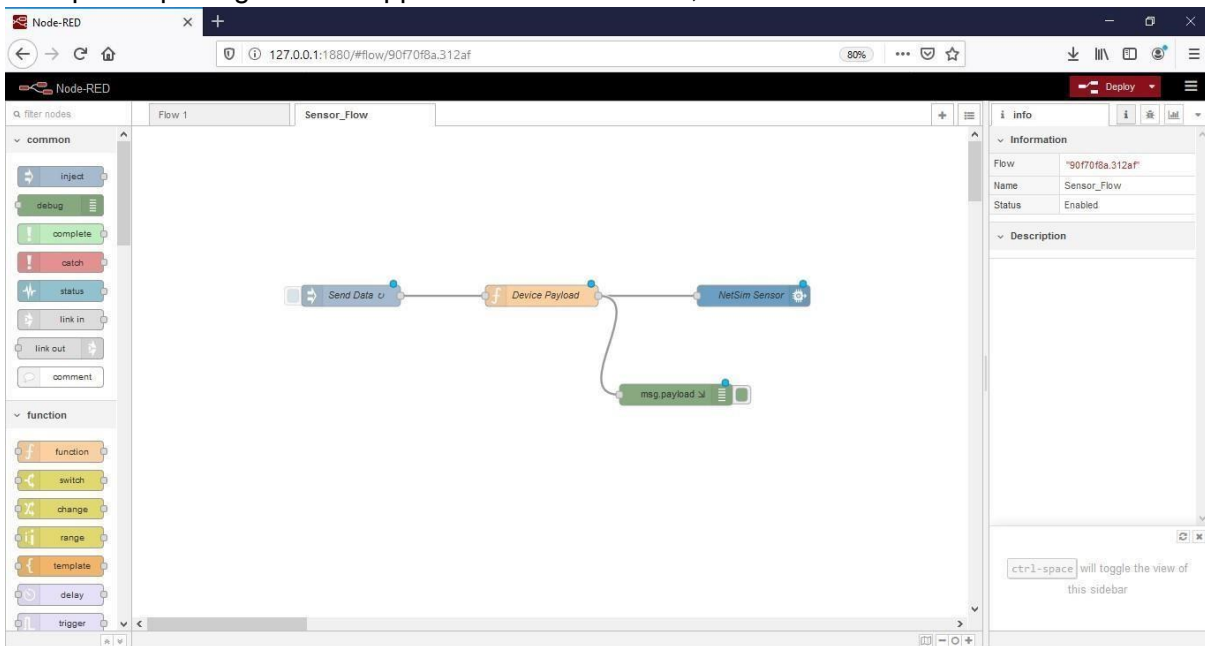 Node-RED
127.0.0.1:1880/#flow/90f70f8a.312af
80%
Node-RED
Deploy
filter nodes
Flow 1
Sensor_Flow
info
common
Information
inject
Flow
"90f70f8a.312af"
debug
Name
Sensor_Flow
Status
Enabled
complete
Description
catch
status
Send Data ↻
Device Payload
NetSim Sensor
link in
link out
comment
msg.payload
function
function
switch
change
range
template
ctrl-space will toggle the view of
this sidebar
delay
trigger